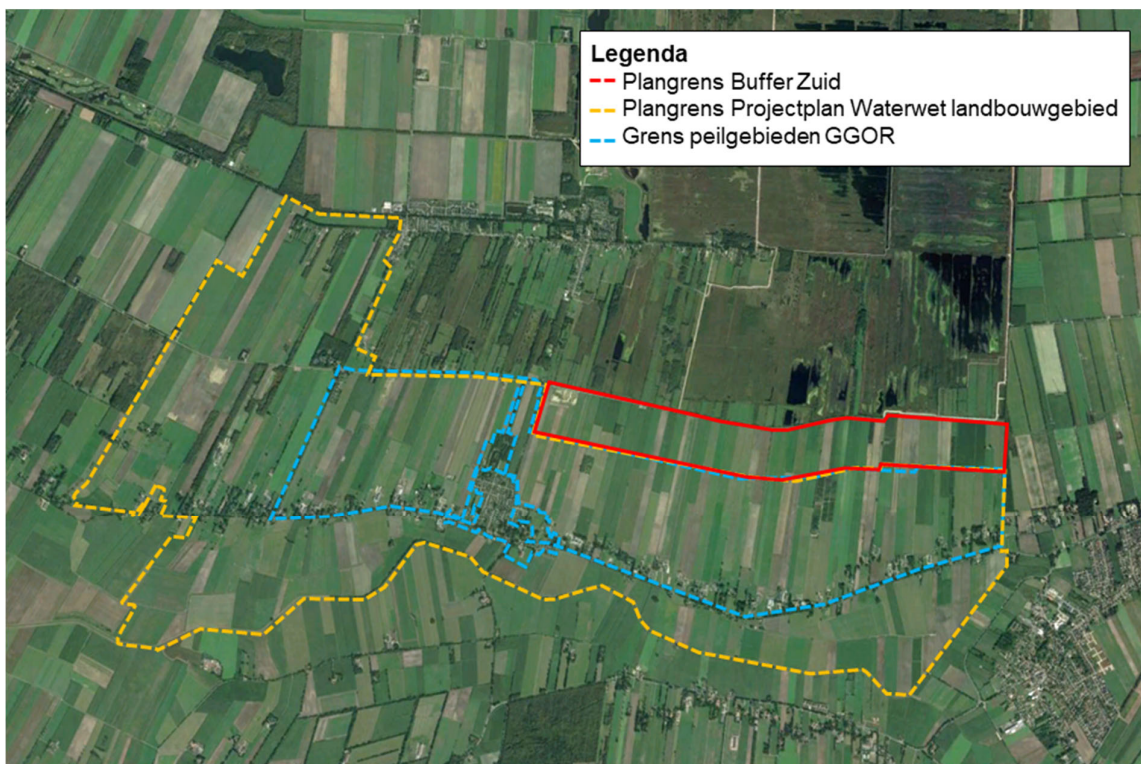 Legenda
Plangrens Buffer Zuid
Plangrens Projectplan Waterwet landbouwgebied
Grens peilgebieden GGOR